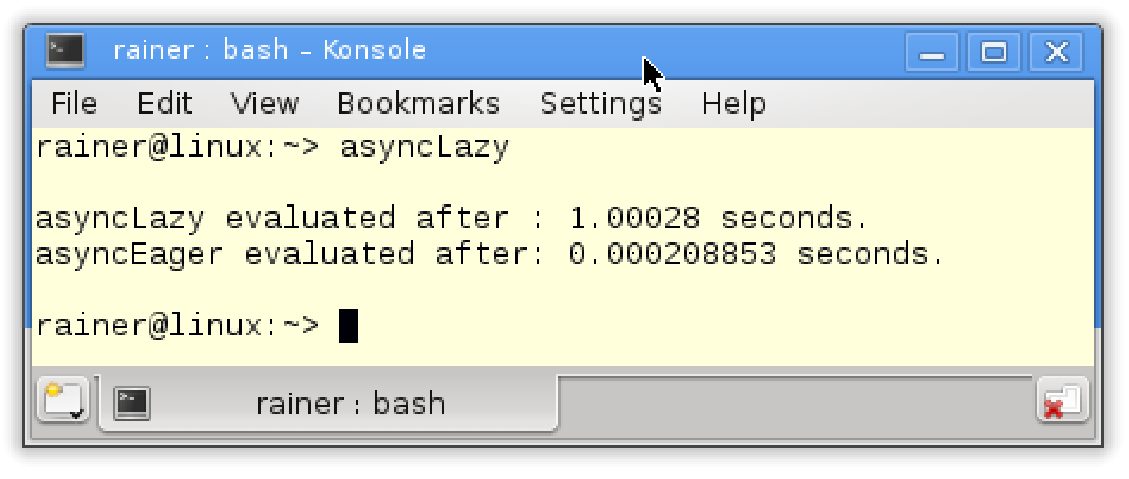 rainer : bash – Konsole
File Edit View Bookmarks Settings Help
rainer@linux:~> asyncLazy
asyncLazy evaluated after : 1.00028 seconds.
asyncEager evaluated after: 0.000208853 seconds.
rainer@linux:~>
rainer : bash